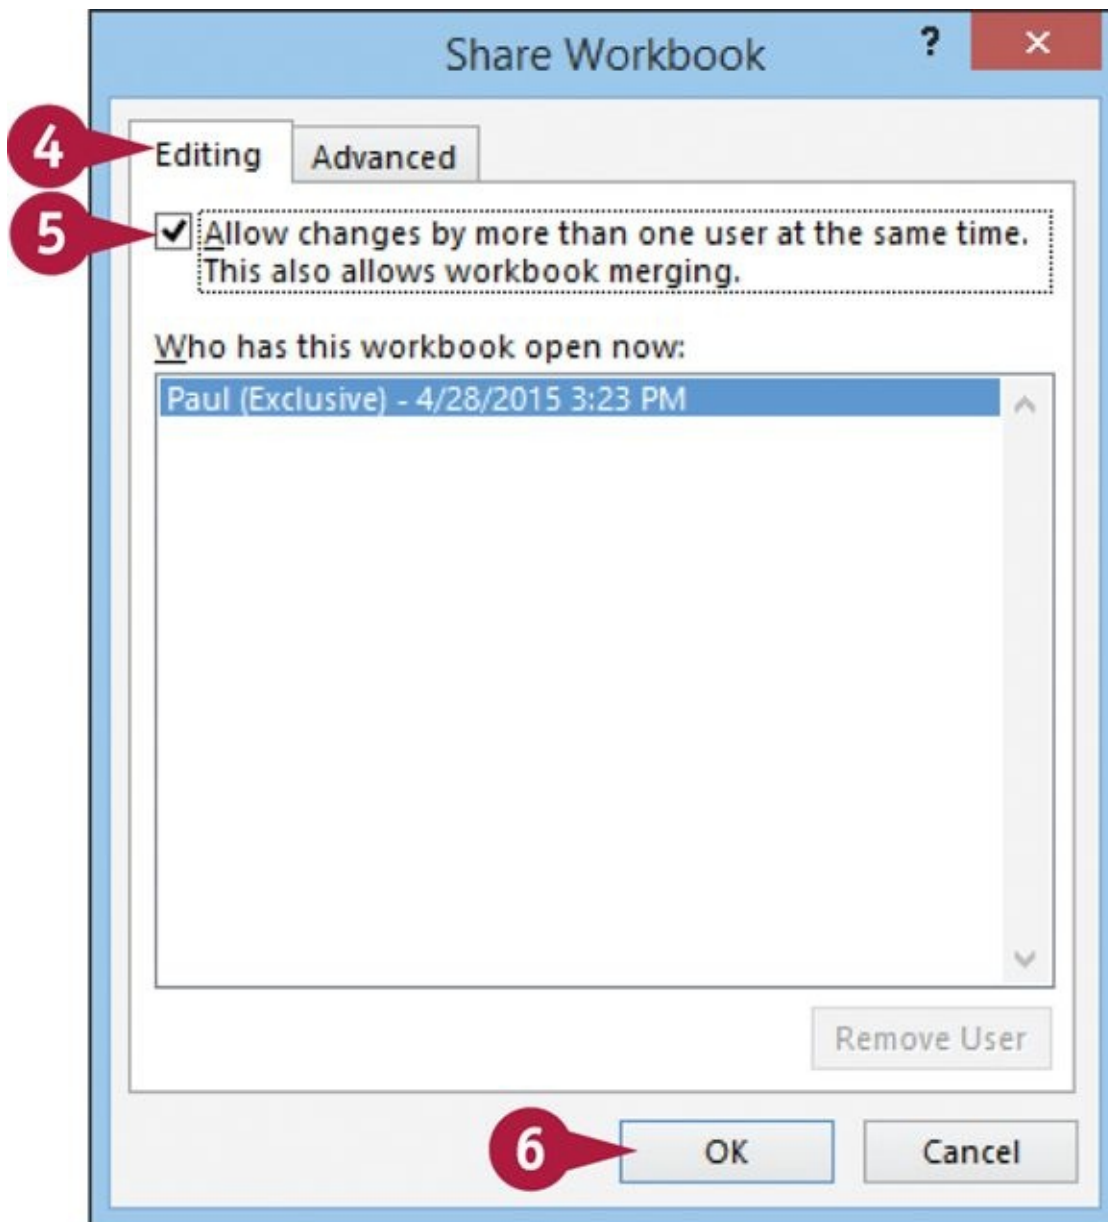 Share Workbook ? ×
4 Editing Advanced
5 Allow changes by more than one user at the same time.
This also allows workbook merging.
Who has this workbook open now:
Paul (Exclusive) - 4/28/2015 3:23 PM
Remove User
6 OK Cancel